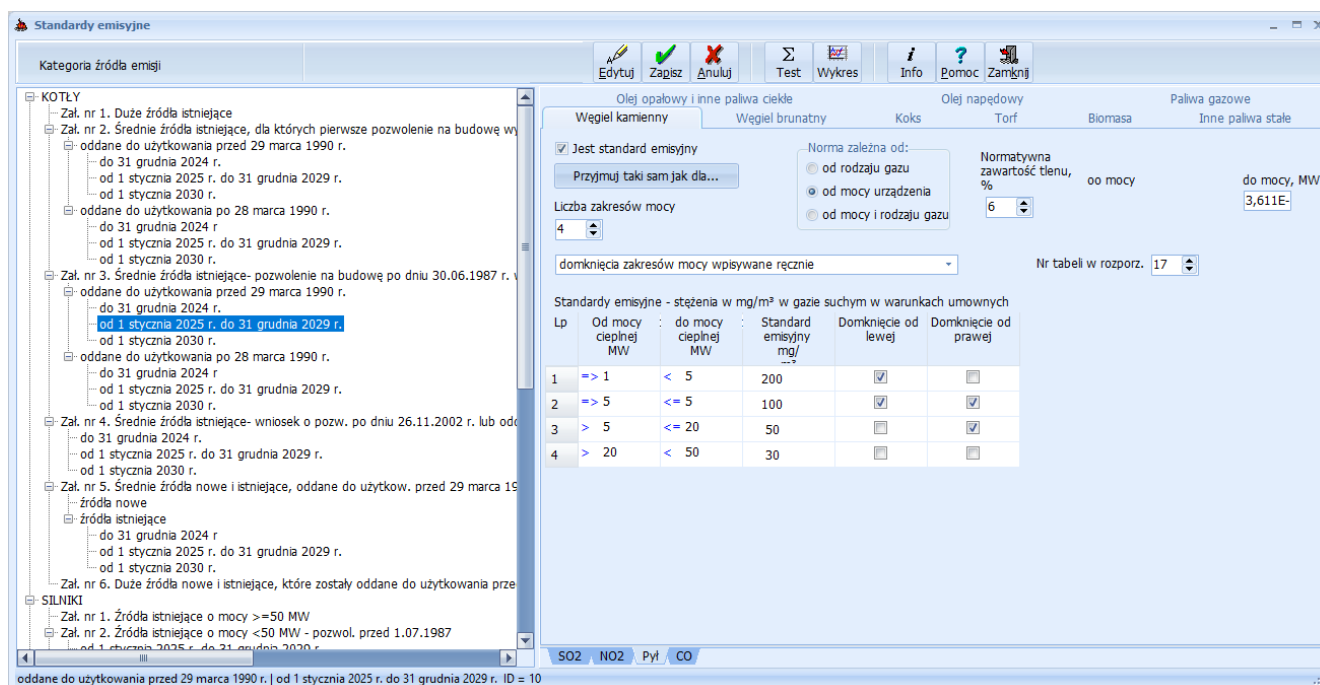 Standardy emisyjne
Kategoria źródła emisji
Edytuj Zapisz Anuluj Σ Test Wykres i Info ? Pomoc Zamknij
KOTŁY
Zał. nr 1. Duże źródła istniejące
Zał. nr 2. Średnie źródła istniejące, dla których pierwsze pozwolenie na budowę wy
oddane do użytkowania przed 29 marca 1990 r.
do 31 grudnia 2024 r.
od 1 stycznia 2025 r. do 31 grudnia 2029 r.
od 1 stycznia 2030 r.
oddane do użytkowania po 28 marca 1990 r.
do 31 grudnia 2024 r
od 1 stycznia 2025 r. do 31 grudnia 2029 r.
od 1 stycznia 2030 r.
Zał. nr 3. Średnie źródła istniejące- pozwolenie na budowę po dniu 30.06.1987 r. w
oddane do użytkowania przed 29 marca 1990 r.
do 31 grudnia 2024 r.
od 1 stycznia 2025 r. do 31 grudnia 2029 r.
od 1 stycznia 2030 r.
oddane do użytkowania po 28 marca 1990 r.
do 31 grudnia 2024 r
od 1 stycznia 2025 r. do 31 grudnia 2029 r.
od 1 stycznia 2030 r.
Zał. nr 4. Średnie źródła istniejące- wniosek o pozw. po dniu 26.11.2002 r. lub odd
do 31 grudnia 2024 r.
od 1 stycznia 2025 r. do 31 grudnia 2029 r.
od 1 stycznia 2030 r.
Zał. nr 5. Średnie źródła nowe i istniejące, oddane do użytkow. przed 29 marca 19
źródła nowe
źródła istniejące
do 31 grudnia 2024 r
od 1 stycznia 2025 r. do 31 grudnia 2029 r.
od 1 stycznia 2030 r.
Zał. nr 6. Duże źródła nowe i istniejące, które zostały oddane do użytkowania prze
SILNIKI
Zał. nr 1. Źródła istniejące o mocy >=50 MW
Zał. nr 2. Źródła istniejące o mocy <50 MW - pozwol. przed 1.07.1987
od 1 stycznia 2025 r. do 31 grudnia 2029 r.
Olej opałowy i inne paliwa ciekłe Olej napędowy Paliwa gazowe
Węgiel kamienny Węgiel brunatny Koks Torf Biomasa Inne paliwa stałe
Jest standard emisyjny
Przyjmuj taki sam jak dla...
Liczba zakresów mocy
4
Norma zależna od:
od rodzaju gazu
od mocy urządzenia
od mocy i rodzaju gazu
Normatywna
zawartość tlenu,
%
6
oo mocy
do mocy, MW
3,611E-
domknięcia zakresów mocy wpisywane ręcznie
Nr tabeli w rozporz. 17
Standardy emisyjne - stężenia w mg/m³ w gazie suchym w warunkach umownych
Lp Od mocy : do mocy : Standard Domknięcie od Domknięcie od
cieplnej cieplnej emisyjny lewej prawej
MW MW mg/
m³
1 => 1 < 5 200
2 => 5 <= 5 100
3 > 5 <= 20 50
4 > 20 < 50 30
SO2 NO2 Pył CO
oddane do użytkowania przed 29 marca 1990 r. | od 1 stycznia 2025 r. do 31 grudnia 2029 r. ID = 10